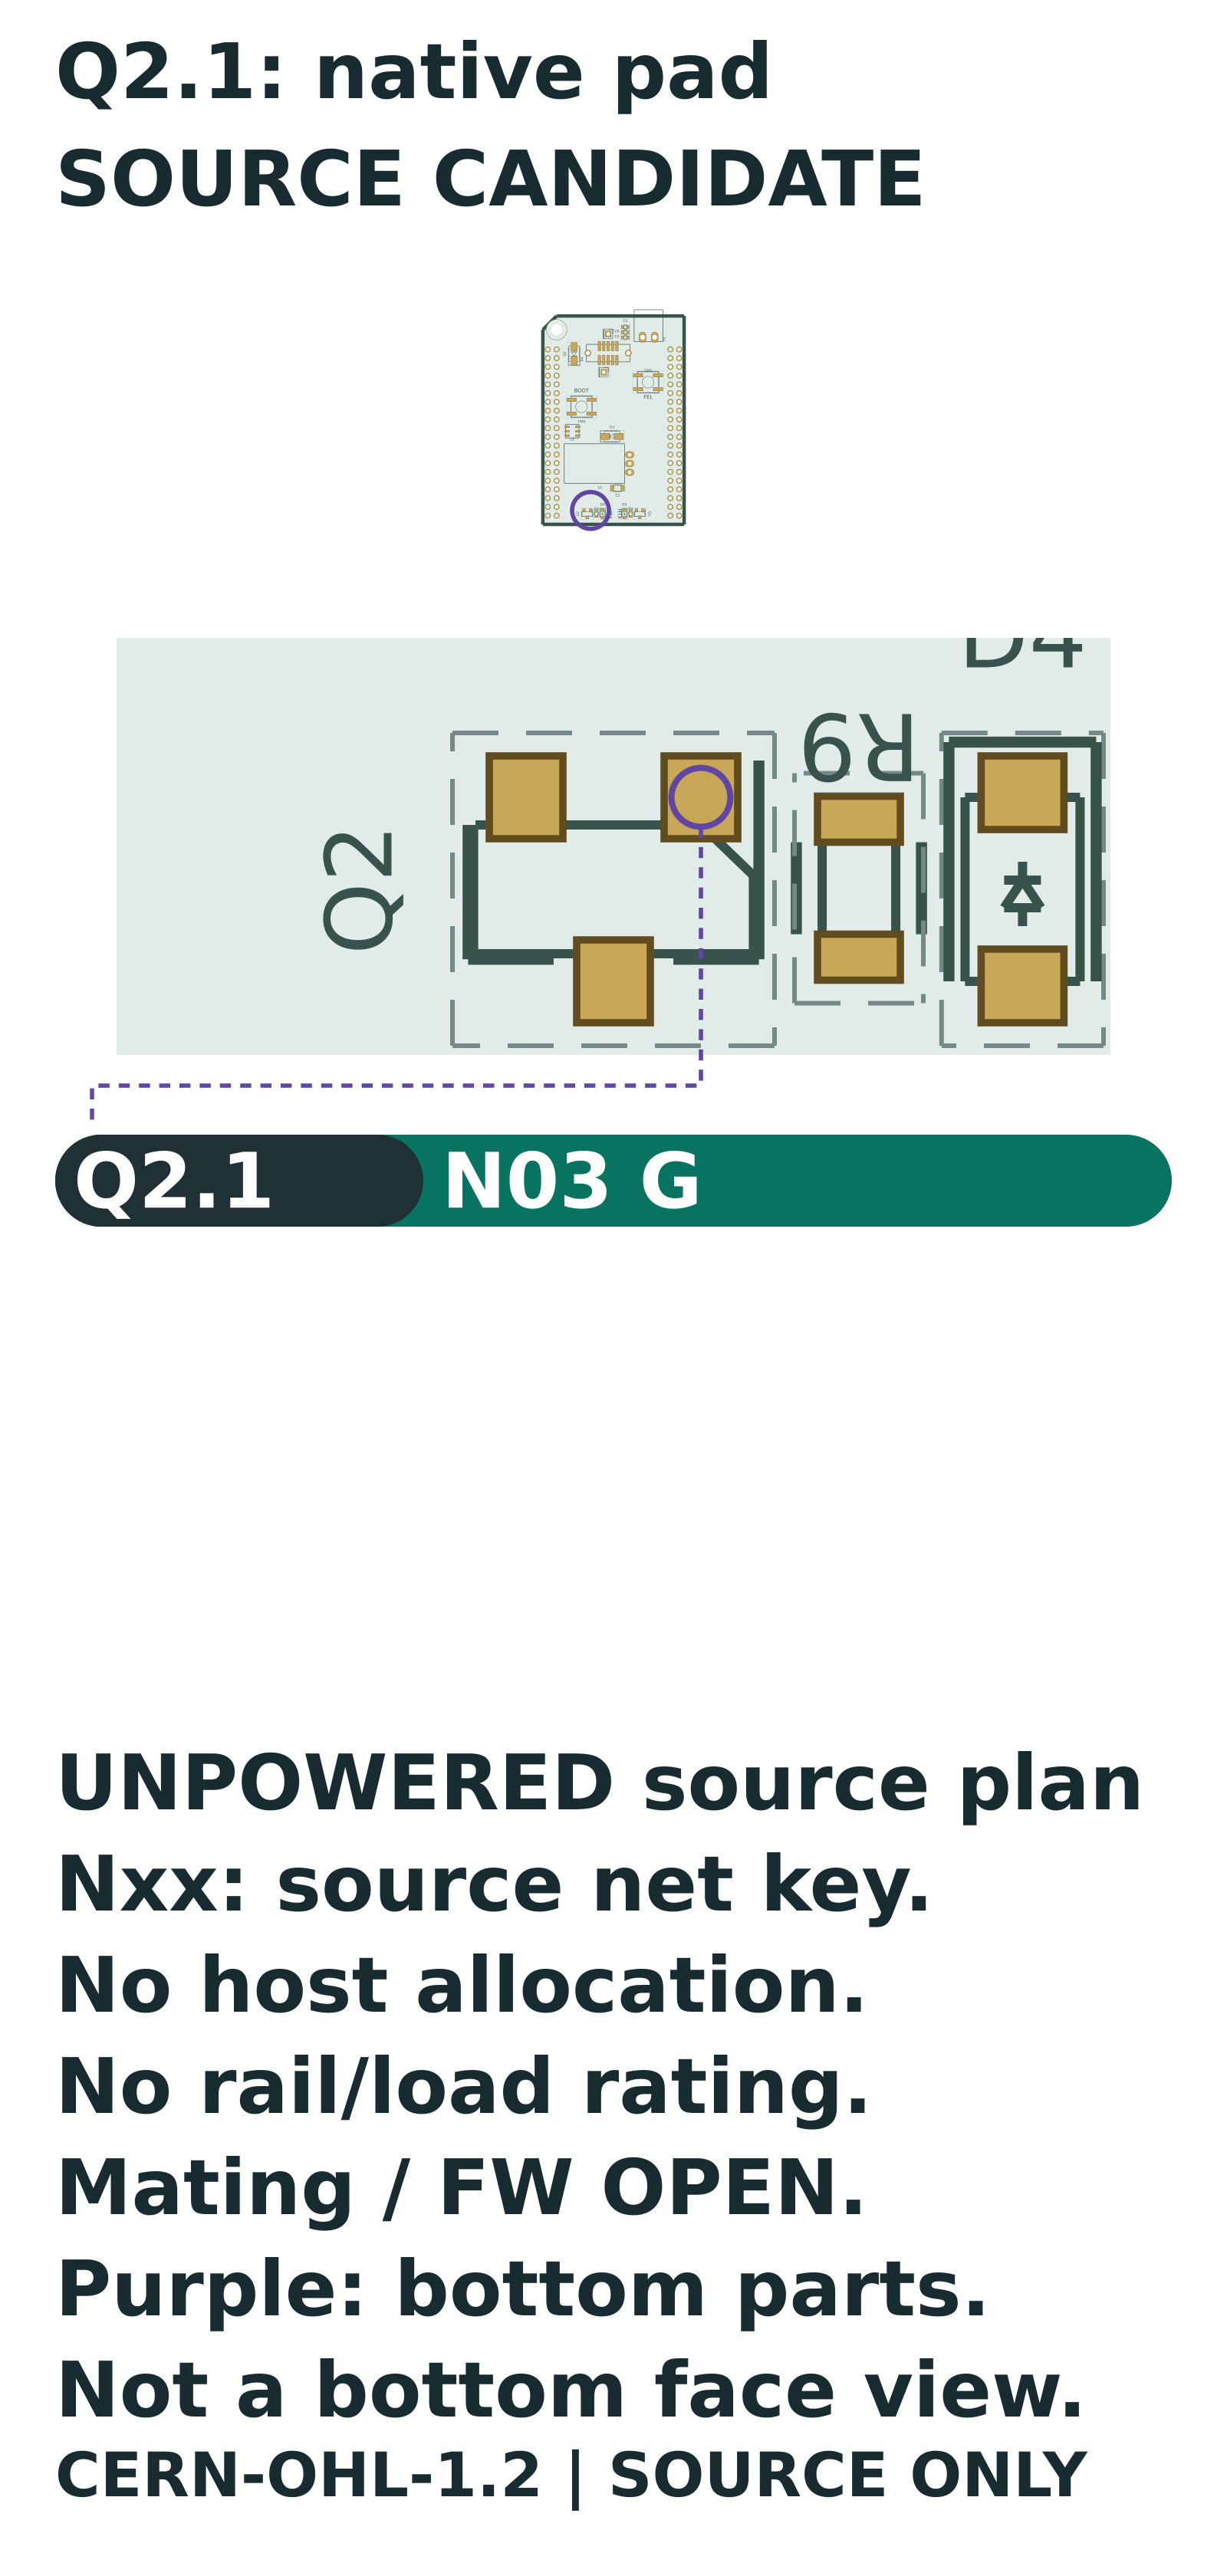 Q2.1: native pad
SOURCE CANDIDATE
BOOT
FEL
D4
R9
Q2
Q2.1 N03 G
UNPOWERED source plan
Nxx: source net key.
No host allocation.
No rail/load rating.
Mating / FW OPEN.
Purple: bottom parts.
Not a bottom face view.
CERN-OHL-1.2 | SOURCE ONLY